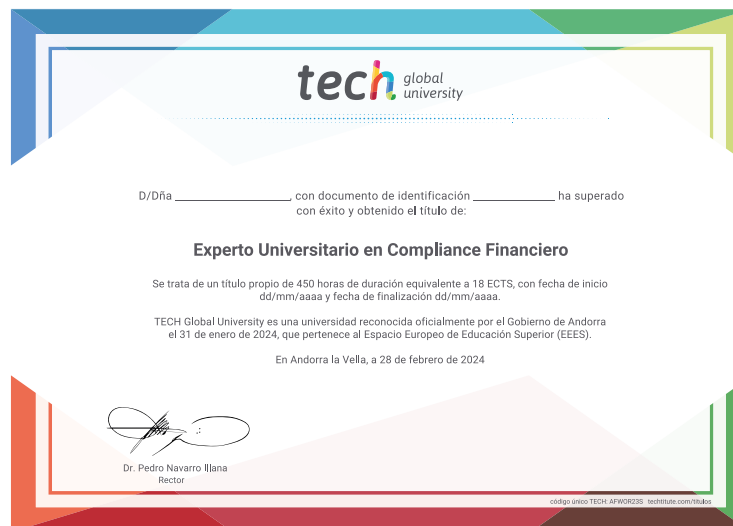 tech global
university
D/Dña ____________________, con documento de identificación ______________ ha superado
con éxito y obtenido el título de:
Experto Universitario en Compliance Financiero
Se trata de un título propio de 450 horas de duración equivalente a 18 ECTS, con fecha de inicio
dd/mm/aaaa y fecha de finalización dd/mm/aaaa.
TECH Global University es una universidad reconocida oficialmente por el Gobierno de Andorra
el 31 de enero de 2024, que pertenece al Espacio Europeo de Educación Superior (EEES).
En Andorra la Vella, a 28 de febrero de 2024
Dr. Pedro Navarro Illana
Rector
código único TECH: AFWOR23S techtitute.com/titulos